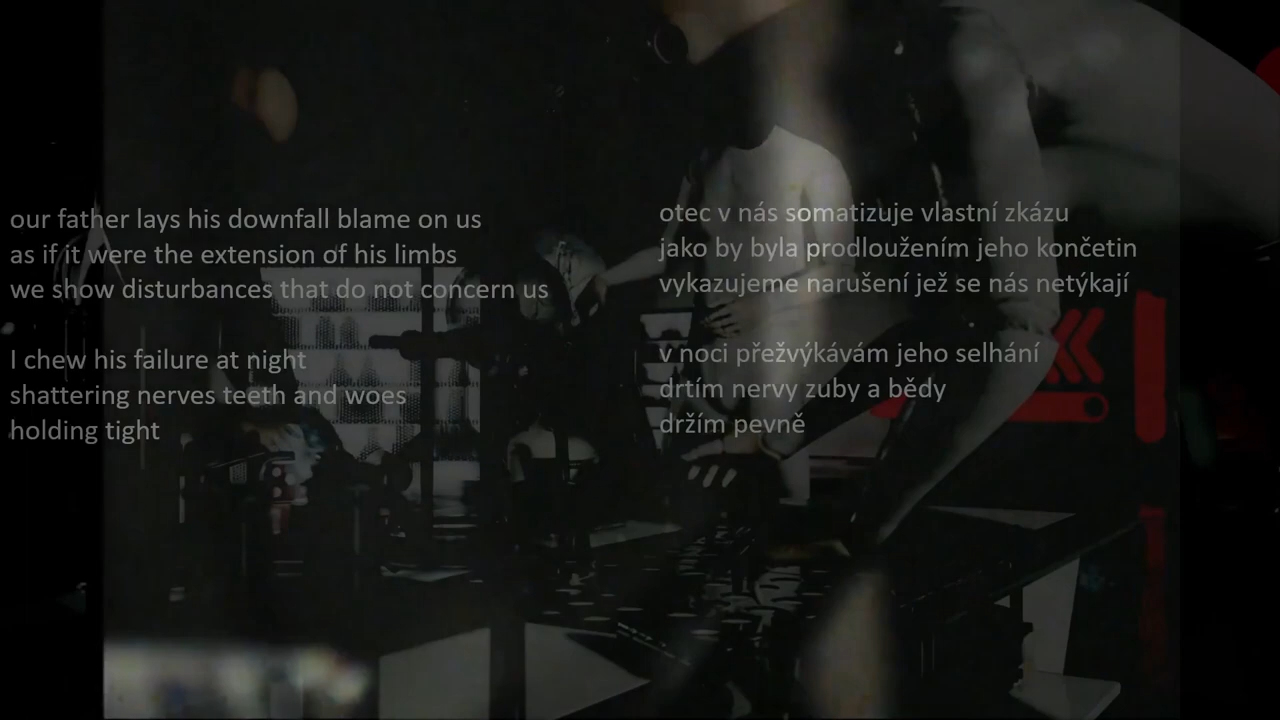 our father lays his downfall blame on us
as if it were the extension of his limbs
we show disturbances that do not concern us
I chew his failure at night
shattering nerves teeth and woes
holding tight
otec v nás somatizuje vlastní zkázu
jako by byla prodloužením jeho končetin
vykazujeme narušení jež se nás netýkají
v noci přežvýkávám jeho selhání
drtím nervy zuby a bědy
držím pevně